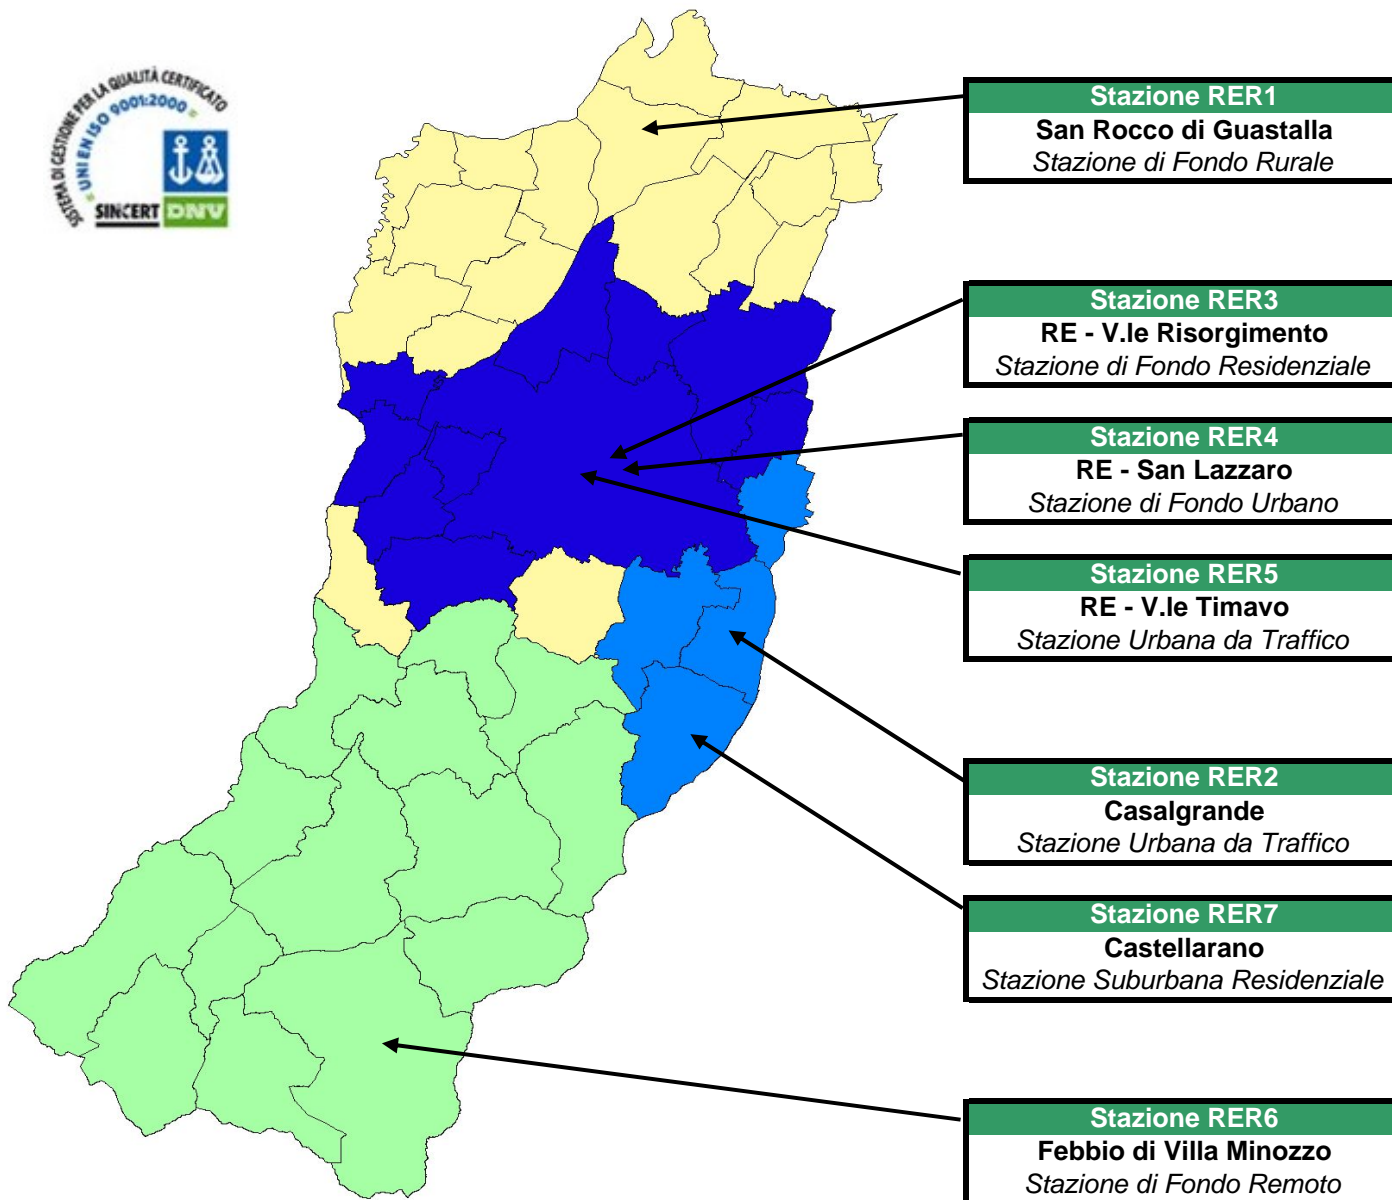 SISTEMA DI GESTIONE PER LA QUALITÀ CERTIFICATO
= UNI EN ISO 9001:2000 =
SINCERT DNV
Stazione RER1
San Rocco di Guastalla
Stazione di Fondo Rurale
Stazione RER3
RE - V.le Risorgimento
Stazione di Fondo Residenziale
Stazione RER4
RE - San Lazzaro
Stazione di Fondo Urbano
Stazione RER5
RE - V.le Timavo
Stazione Urbana da Traffico
Stazione RER2
Casalgrande
Stazione Urbana da Traffico
Stazione RER7
Castellarano
Stazione Suburbana Residenziale
Stazione RER6
Febbio di Villa Minozzo
Stazione di Fondo Remoto